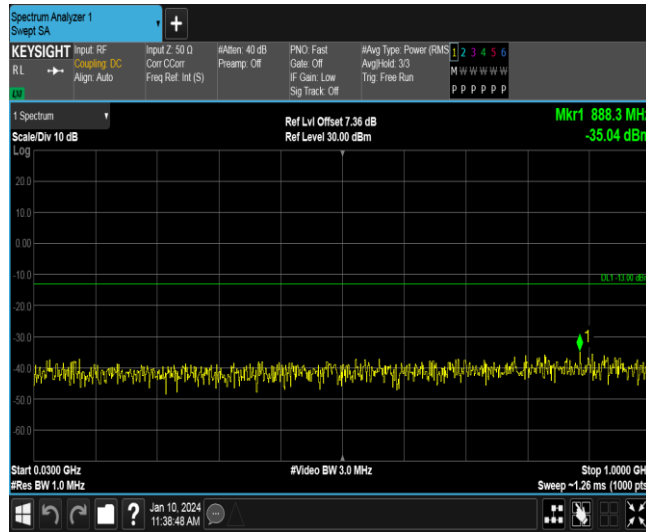 Spectrum Analyzer 1
Swept SA
+
KEYSIGHT
RL
LXI
Input: RF
Coupling: DC
Align: Auto
Input Z: 50 Ω
Corr CCorr
Freq Ref: Int (S)
#Atten: 40 dB
Preamp: Off
PNO: Fast
Gate: Off
IF Gain: Low
Sig Track: Off
#Avg Type: Power (RMS
Avg|Hold: 3/3
Trig: Free Run
1 2 3 4 5 6
M W W W W W
P P P P P P
1 Spectrum
Scale/Div 10 dB
Ref Lvl Offset 7.36 dB
Ref Level 30.00 dBm
Mkr1 888.3 MHz
-35.04 dBm
Log
20.0
10.0
0.00
-10.0
DL1 -13.00 dBm
-20.0
-30.0
1
-40.0
-50.0
-60.0
Start 0.0300 GHz
#Video BW 3.0 MHz
Stop 1.0000 GHz
#Res BW 1.0 MHz
Sweep ~1.26 ms (1000 pts)
?
Jan 10, 2024
11:38:48 AM